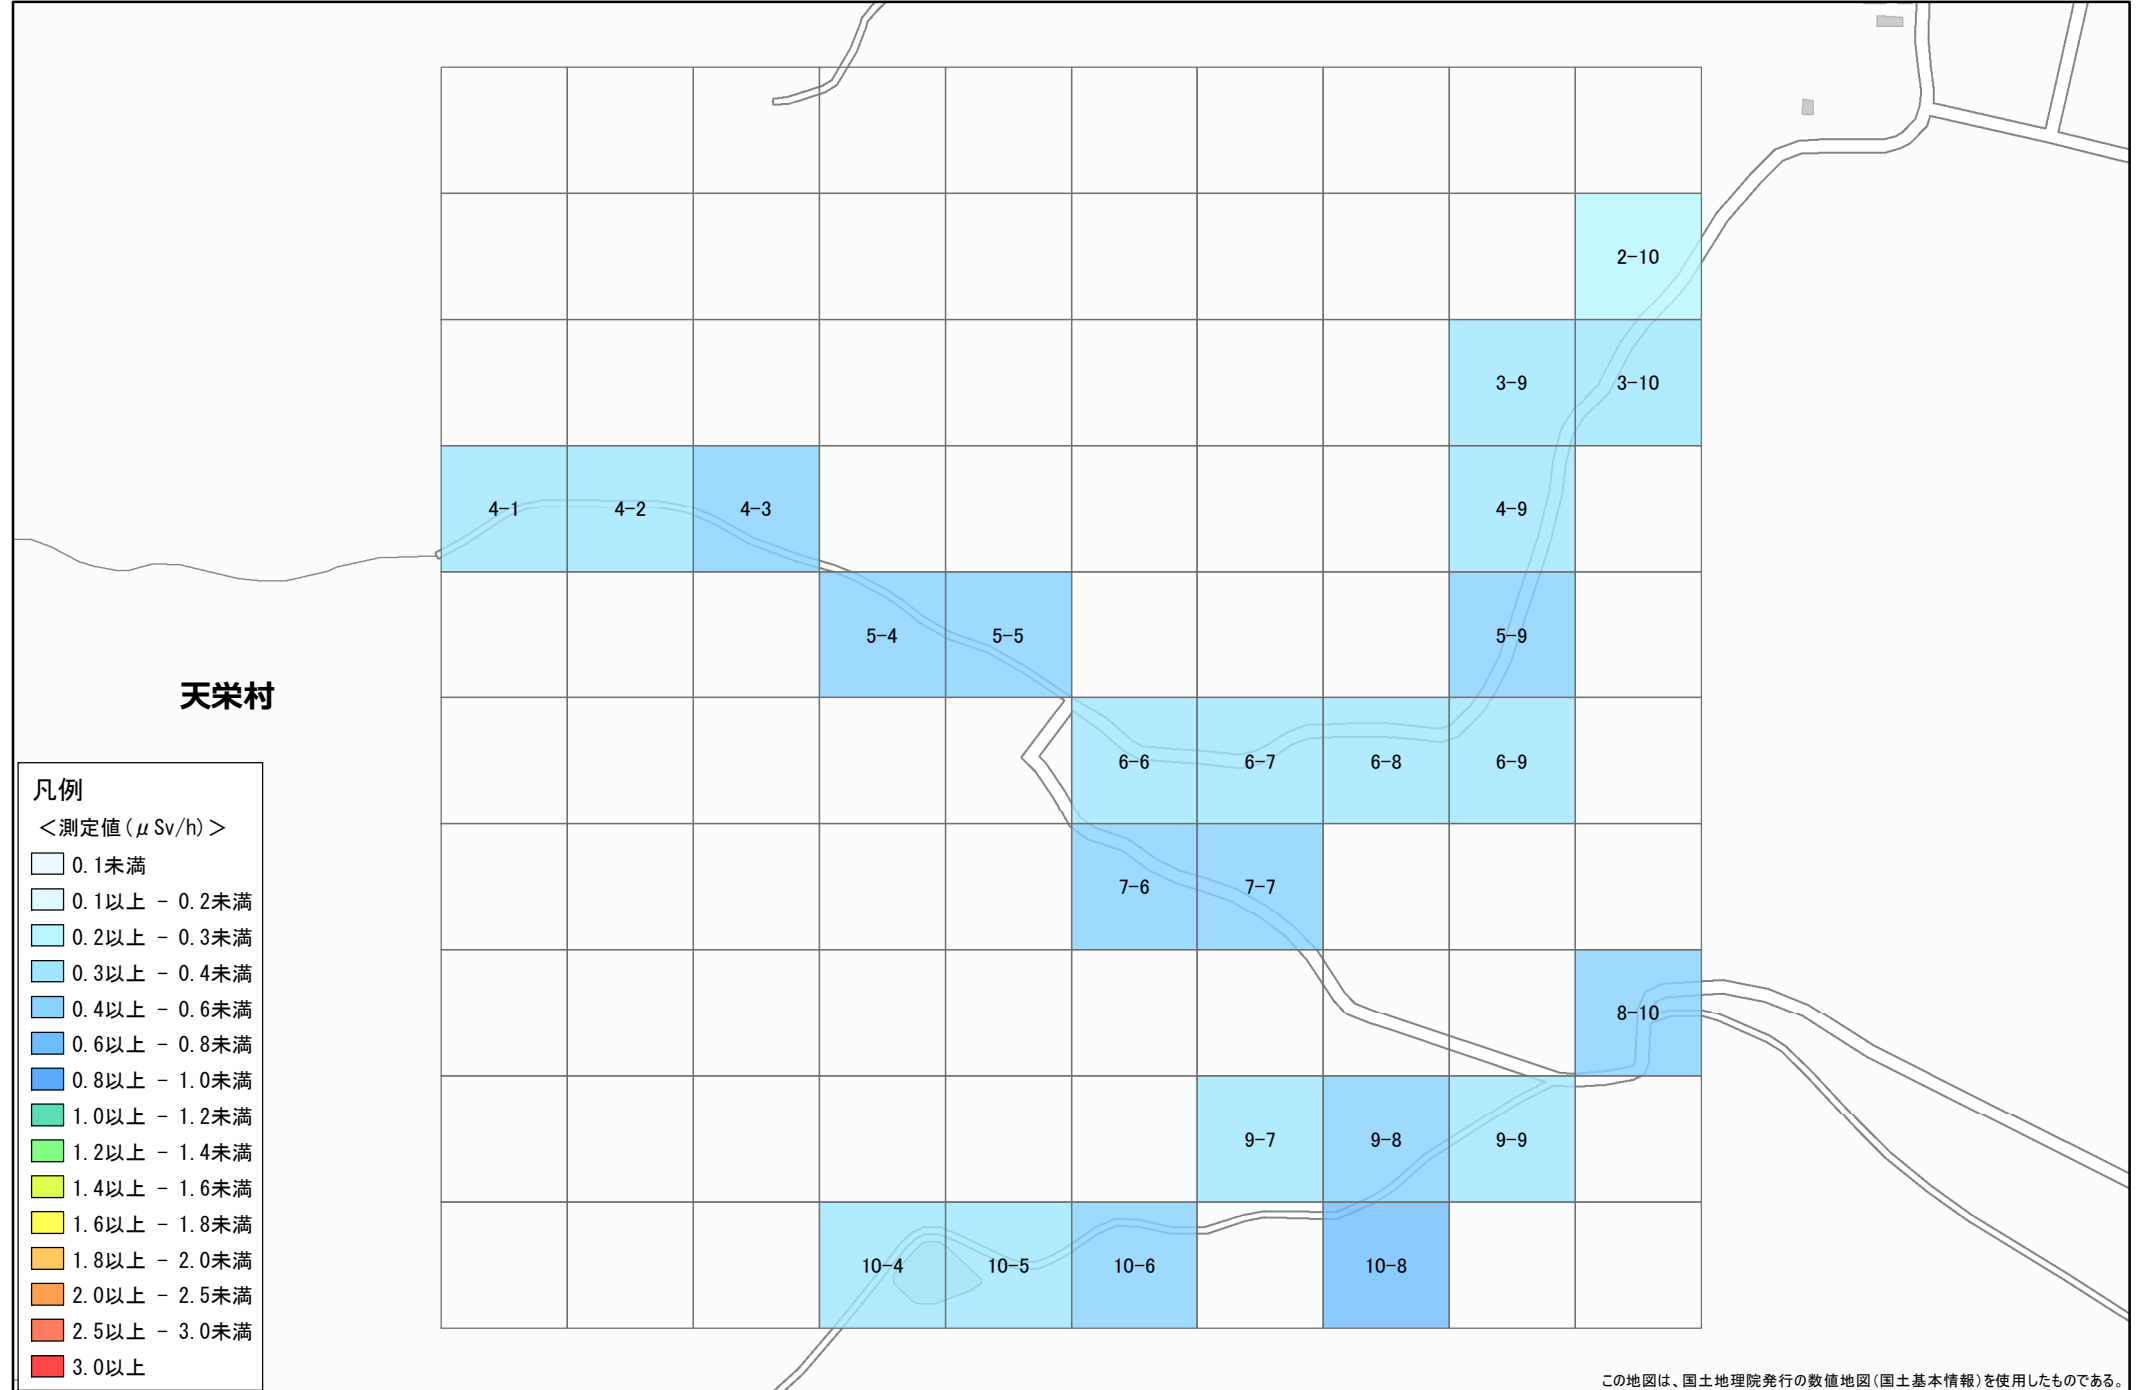 2-10
3-9 3-10
4-1 4-2 4-3 4-9
5-4 5-5 5-9
天栄村
6-6 6-7 6-8 6-9
7-6 7-7
8-10
9-7 9-8 9-9
10-4 10-5 10-6 10-8
凡例
＜測定値(μSv/h)＞
0.1未満
0.1以上 - 0.2未満
0.2以上 - 0.3未満
0.3以上 - 0.4未満
0.4以上 - 0.6未満
0.6以上 - 0.8未満
0.8以上 - 1.0未満
1.0以上 - 1.2未満
1.2以上 - 1.4未満
1.4以上 - 1.6未満
1.6以上 - 1.8未満
1.8以上 - 2.0未満
2.0以上 - 2.5未満
2.5以上 - 3.0未満
3.0以上
この地図は、国土地理院発行の数値地図(国土基本情報)を使用したものである。